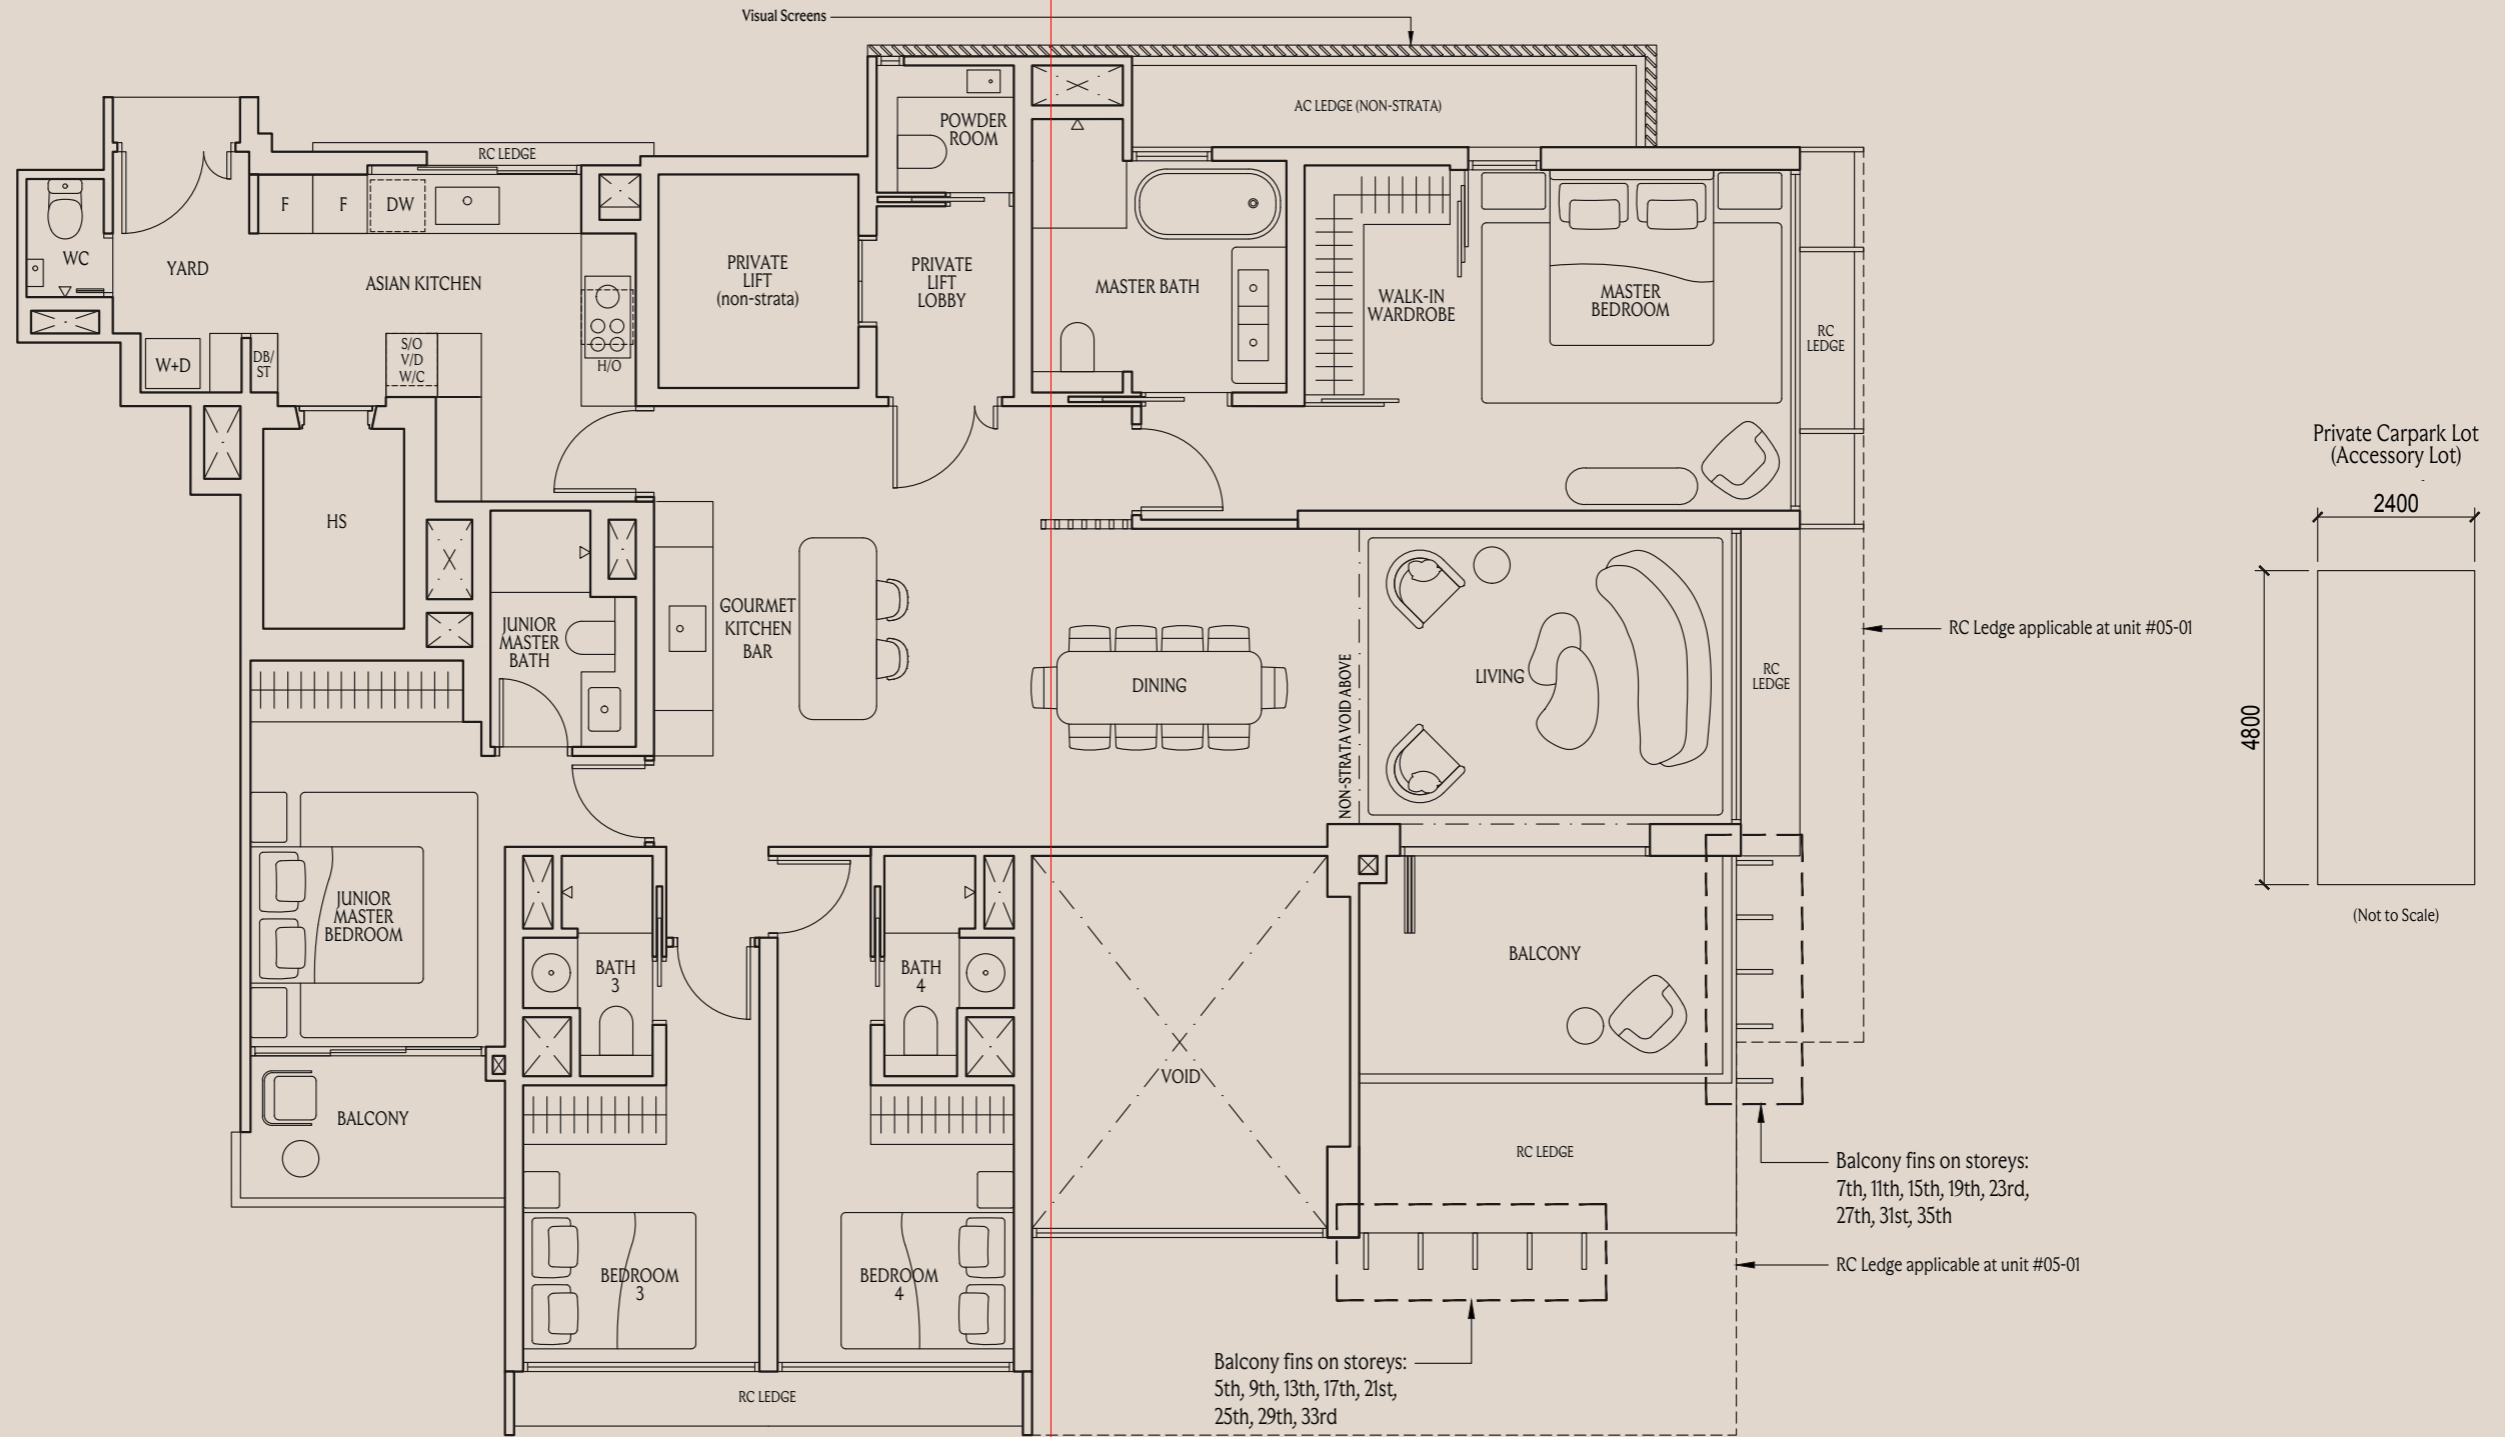 Visual Screens
AC LEDGE (NON-STRATA)
POWDER
ROOM
RC LEDGE
F
F
DW
WC
YARD
ASIAN KITCHEN
PRIVATE
LIFT
(non-strata)
PRIVATE
LIFT
LOBBY
MASTER BATH
WALK-IN
WARDROBE
MASTER
BEDROOM
RC
LEDGE
W+D
DB/
ST
S/O
V/D
W/C
H/O
Private Carpark Lot
(Accessory Lot)
2400
4800
(Not to Scale)
HS
JUNIOR
MASTER
BATH
GOURMET
KITCHEN
BAR
DINING
NON-STRATA VOID ABOVE
LIVING
RC
LEDGE
RC Ledge applicable at unit #05-01
JUNIOR
MASTER
BEDROOM
BATH
3
BATH
4
BALCONY
VOID
BALCONY
RC LEDGE
Balcony fins on storeys:
7th, 11th, 15th, 19th, 23rd,
27th, 31st, 35th
RC Ledge applicable at unit #05-01
BEDROOM
3
BEDROOM
4
Balcony fins on storeys:
5th, 9th, 13th, 17th, 21st,
25th, 29th, 33rd
RC LEDGE